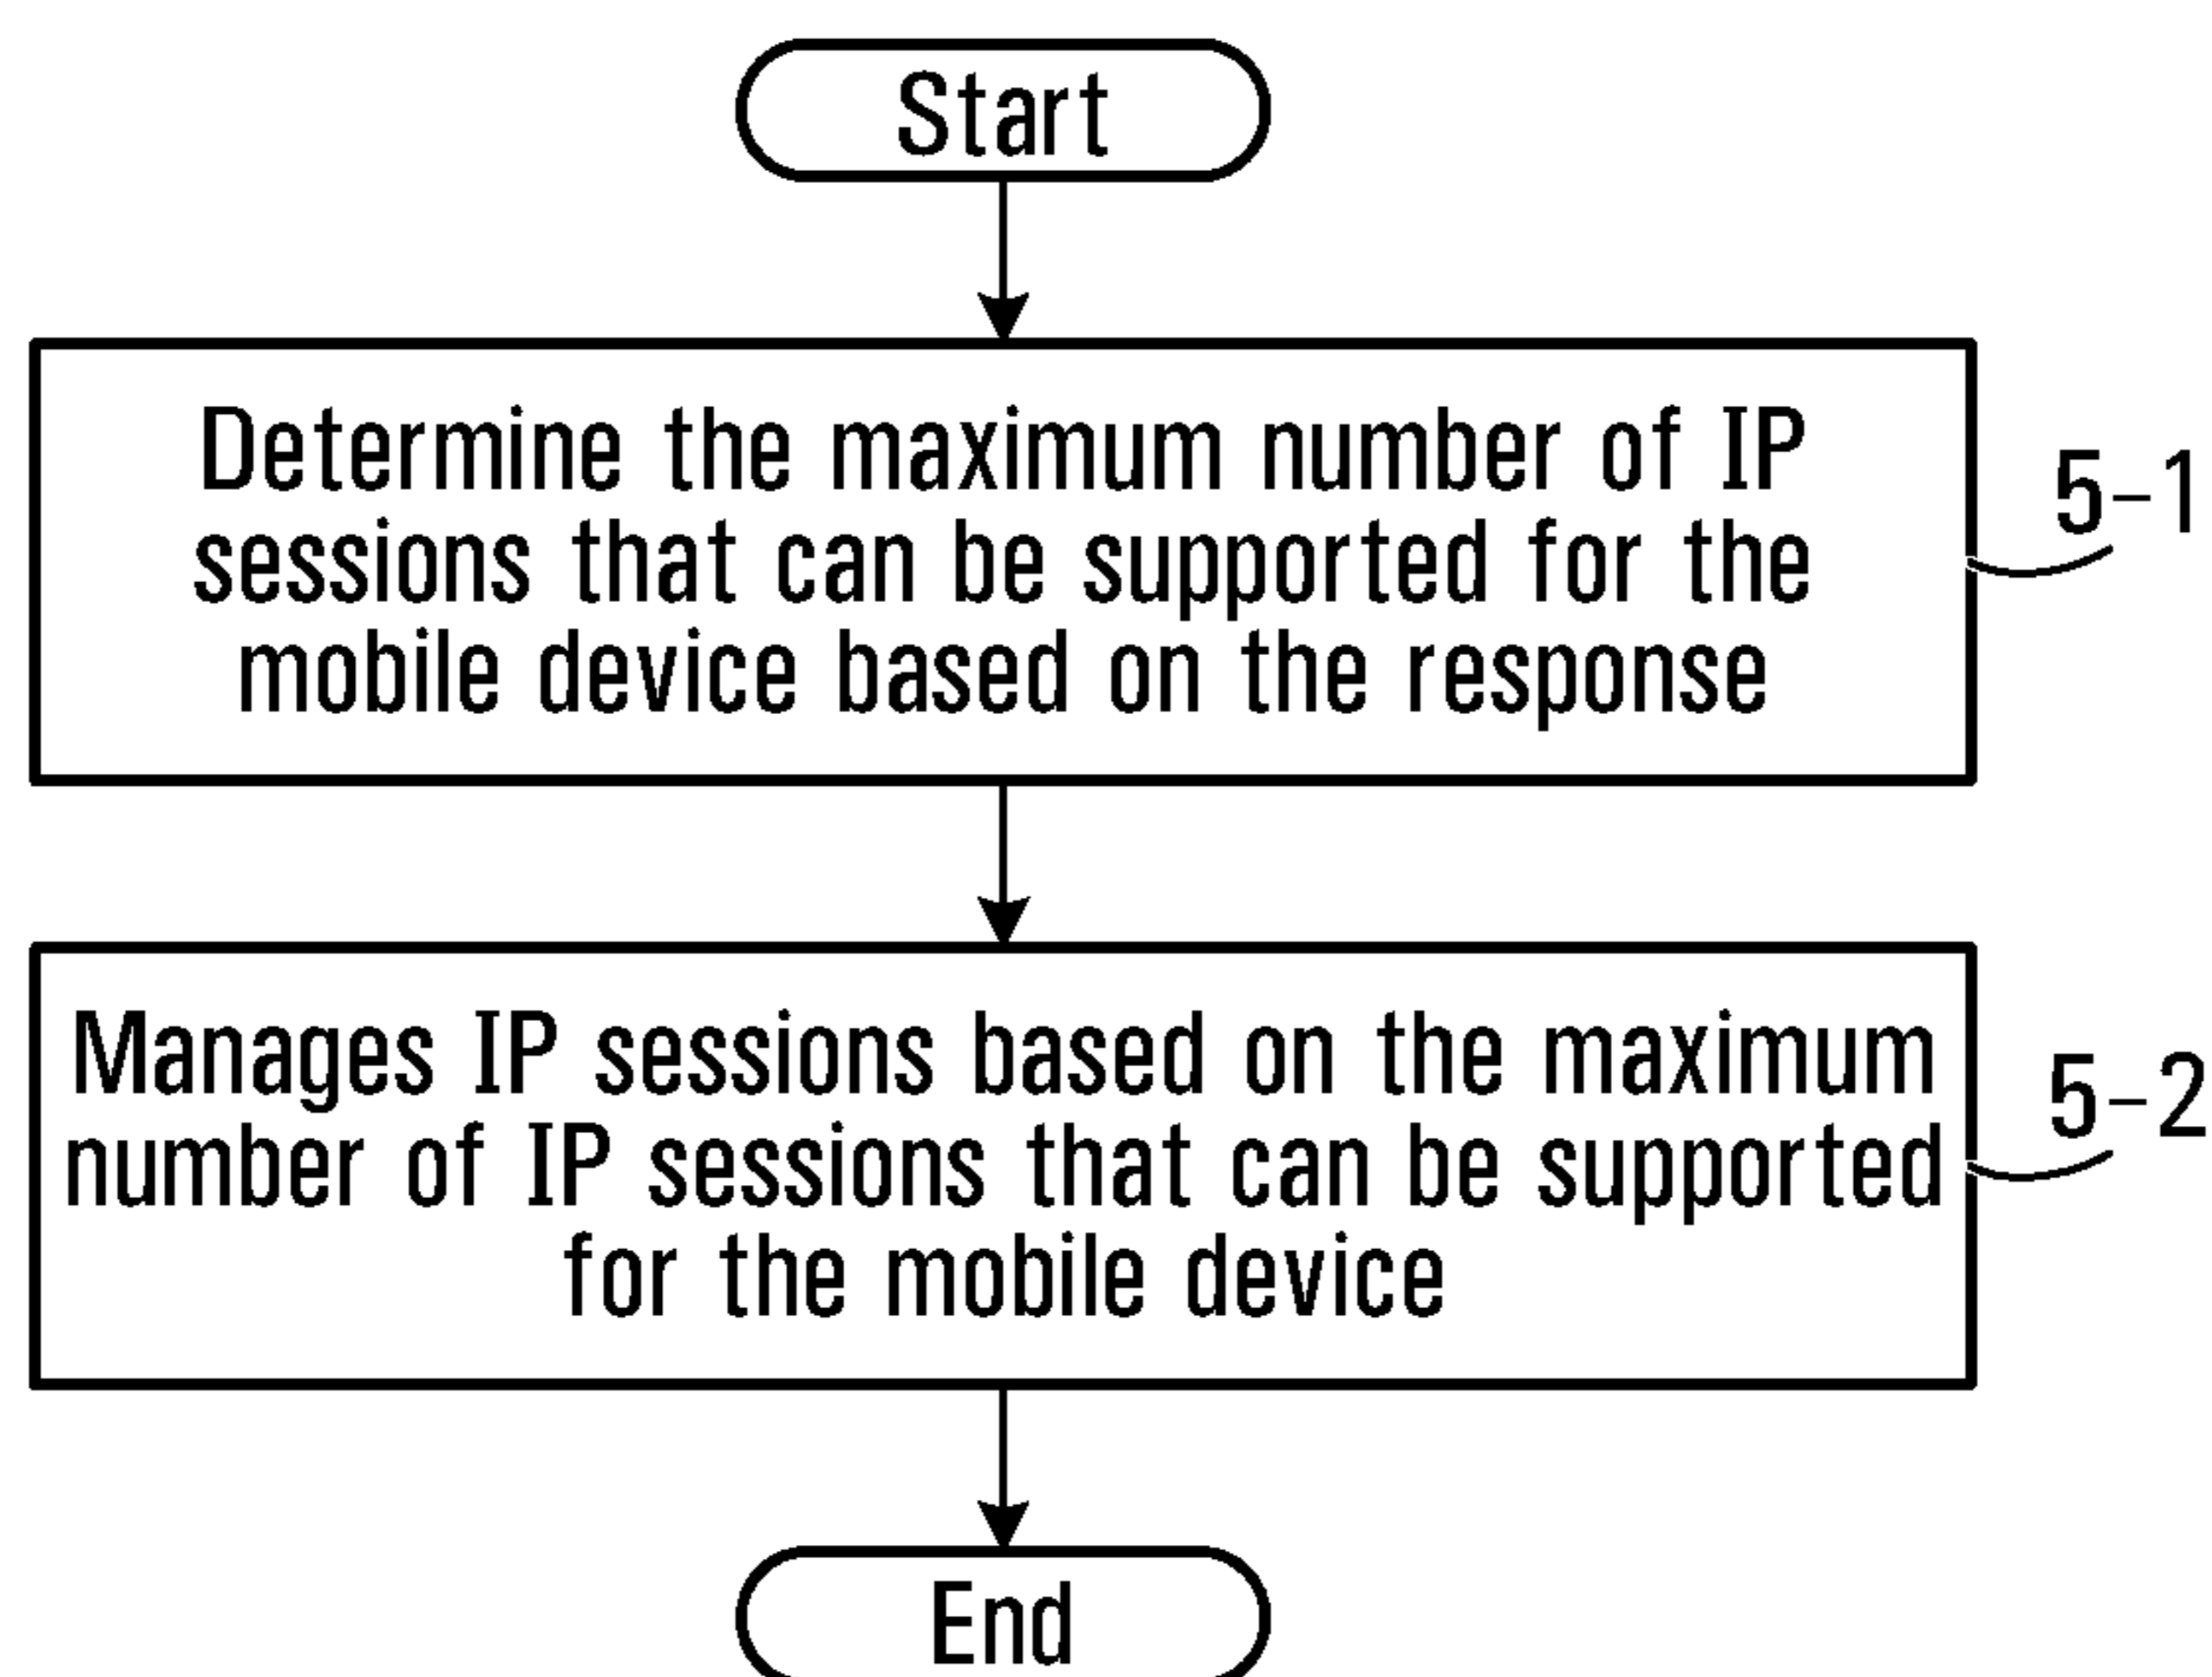 Start
Determine the maximum number of IP
sessions that can be supported for the
mobile device based on the response
5-1
Manages IP sessions based on the maximum
number of IP sessions that can be supported
for the mobile device
5-2
End